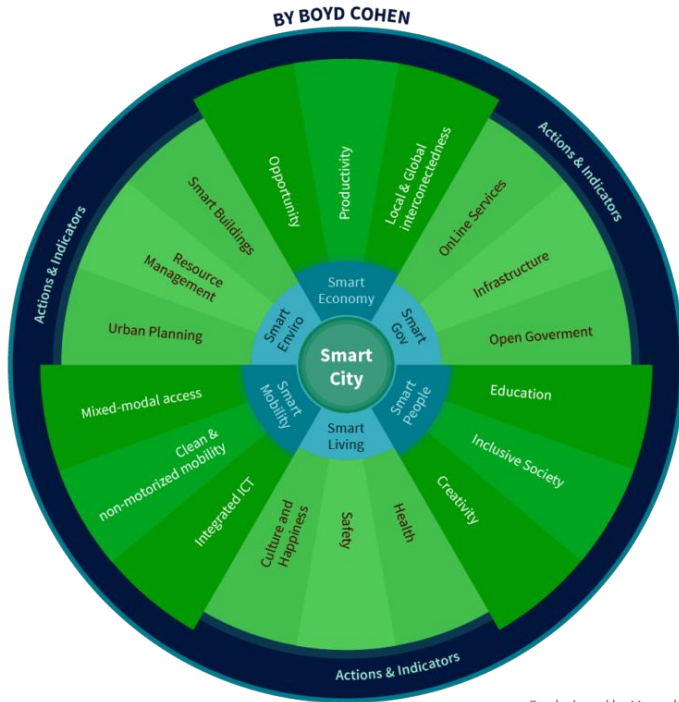 BY BOYD COHEN
Actions & Indicators
Actions & Indicators
Actions & Indicators
Opportunity
Productivity
Local & Global
interconectedness
OnLine Services
Infrastructure
Open Goverment
Education
Inclusive Society
Creativity
Health
Safety
Culture and
Happiness
Integrated ICT
Clean &
non-motorized mobility
Mixed-modal access
Urban Planning
Resource
Management
Smart Buildings
Smart
Economy
Smart
Gov
Smart
People
Smart
Living
Smart
Mobility
Smart
Enviro
Smart
City